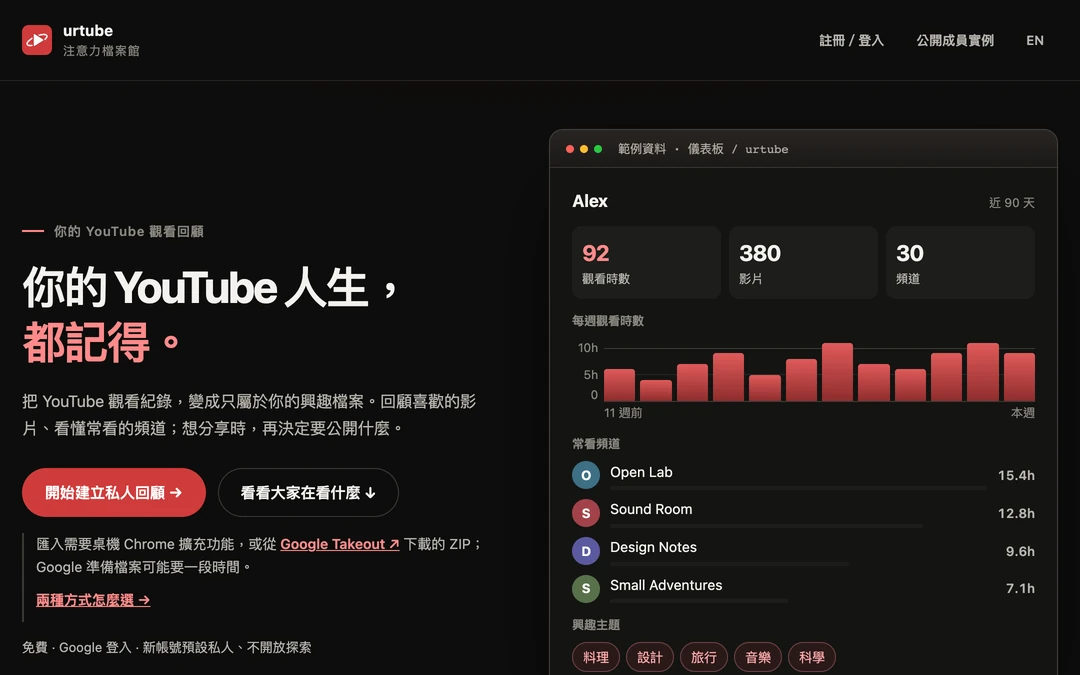 urtube
注意力檔案館
註冊 / 登入
公開成員實例
EN
你的 YouTube 觀看回顧
你的 YouTube 人生，
都記得。
把 YouTube 觀看紀錄，變成只屬於你的興趣檔案。回顧喜歡的影
片、看懂常看的頻道；想分享時，再決定要公開什麼。
開始建立私人回顧 →
看看大家在看什麼 ↓
匯入需要桌機 Chrome 擴充功能，或從 Google Takeout ↗ 下載的 ZIP；
Google 準備檔案可能要一段時間。
兩種方式怎麼選 →
免費 · Google 登入 · 新帳號預設私人、不開放探索
範例資料 · 儀表板 / urtube
Alex
近 90 天
92
觀看時數
380
影片
30
頻道
每週觀看時數
10h
5h
0
11 週前
本週
常看頻道
O Open Lab 15.4h
S Sound Room 12.8h
D Design Notes 9.6h
S Small Adventures 7.1h
興趣主題
料理
設計
旅行
音樂
科學